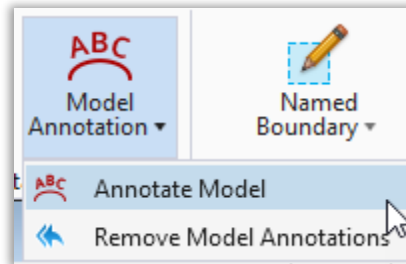 ABC
Model
Annotation
Named
Boundary
ABC
Annotate Model
Remove Model Annotations